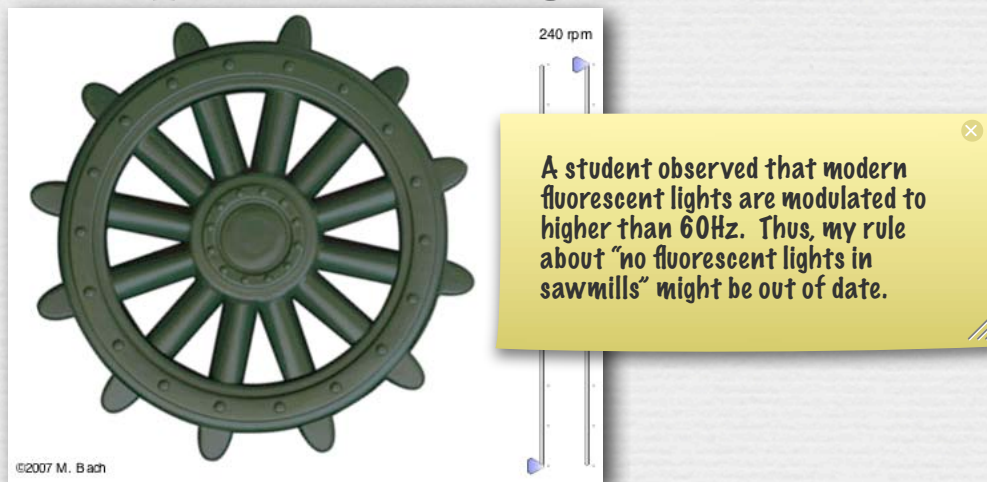 240 rpm
A student observed that modern
fluorescent lights are modulated to
higher than 60Hz. Thus, my rule
about “no fluorescent lights in
sawmills” might be out of date.
©2007 M. Bach